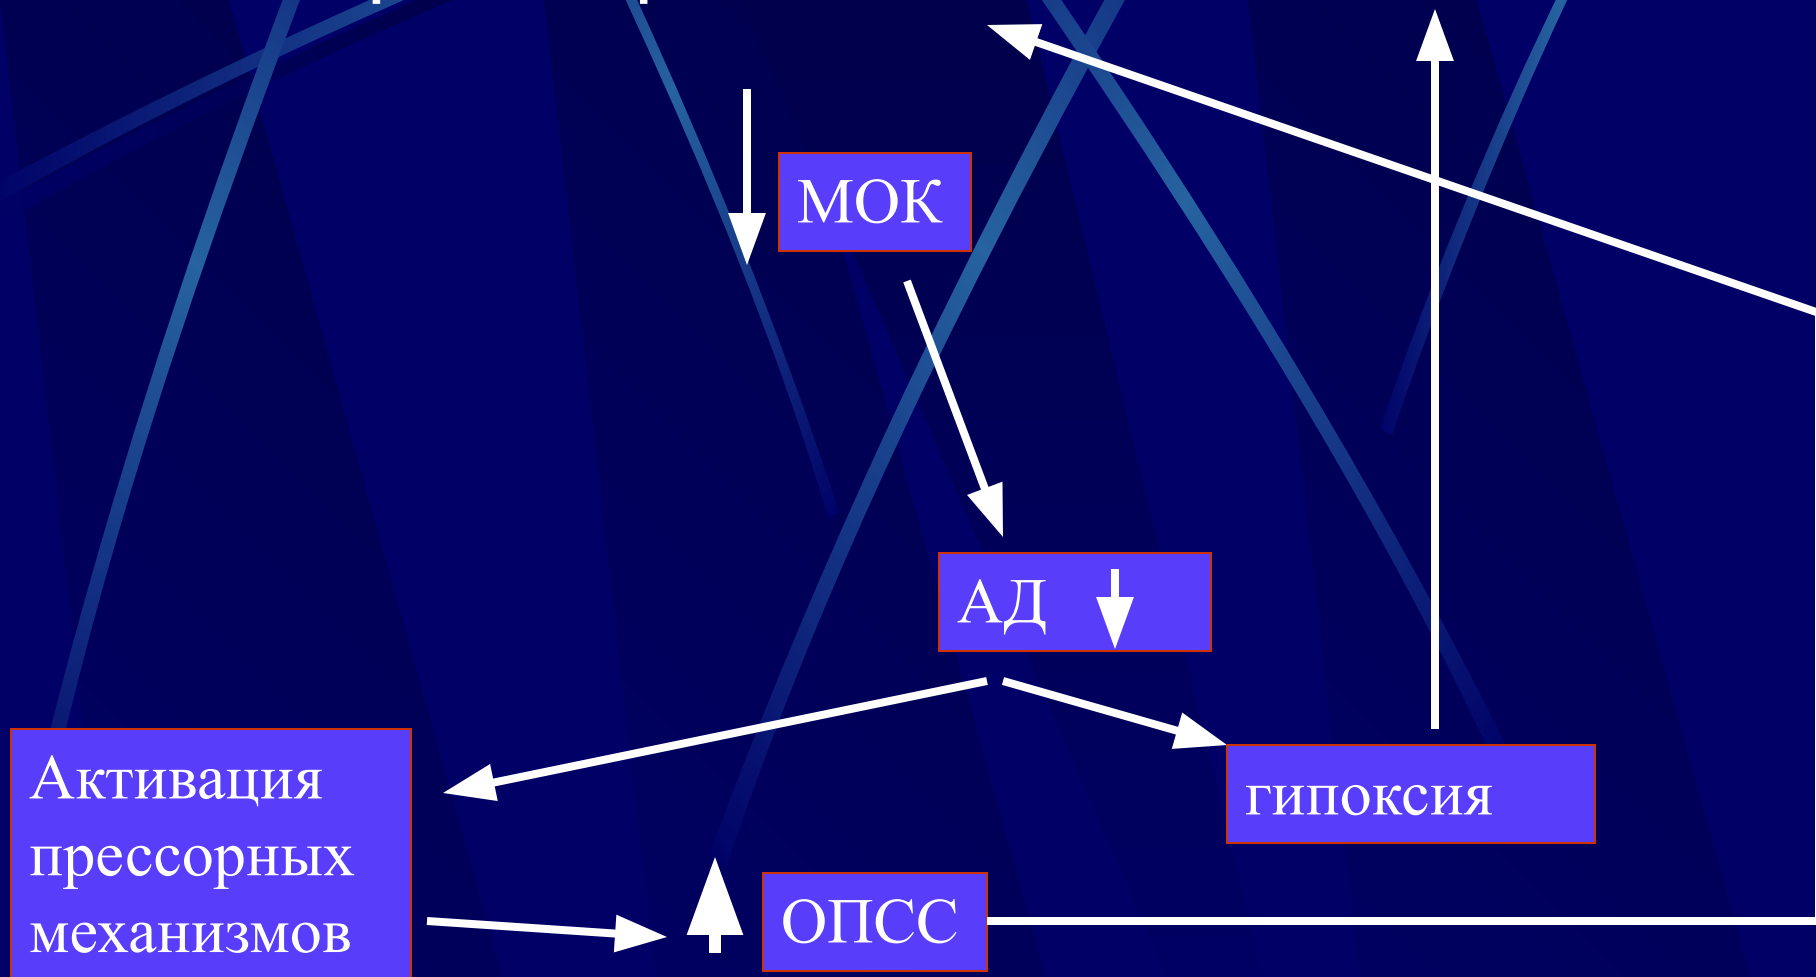 МОК
АД
Активация
прессорных
механизмов
гипоксия
ОПСС